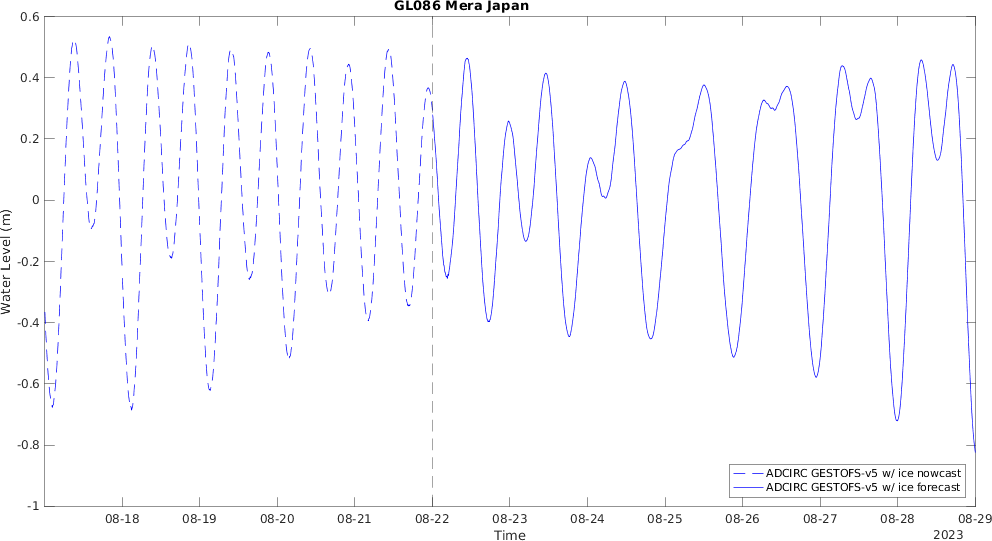 GL086 Mera Japan
Water Level (m)
0.6
0.4
0.2
0
-0.2
-0.4
-0.6
-0.8
-1
ADCIRC GESTOFS-v5 w/ ice nowcast
ADCIRC GESTOFS-v5 w/ ice forecast
08-18 08-19 08-20 08-21 08-22 08-23 08-24 08-25 08-26 08-27 08-28 08-29
Time
2023